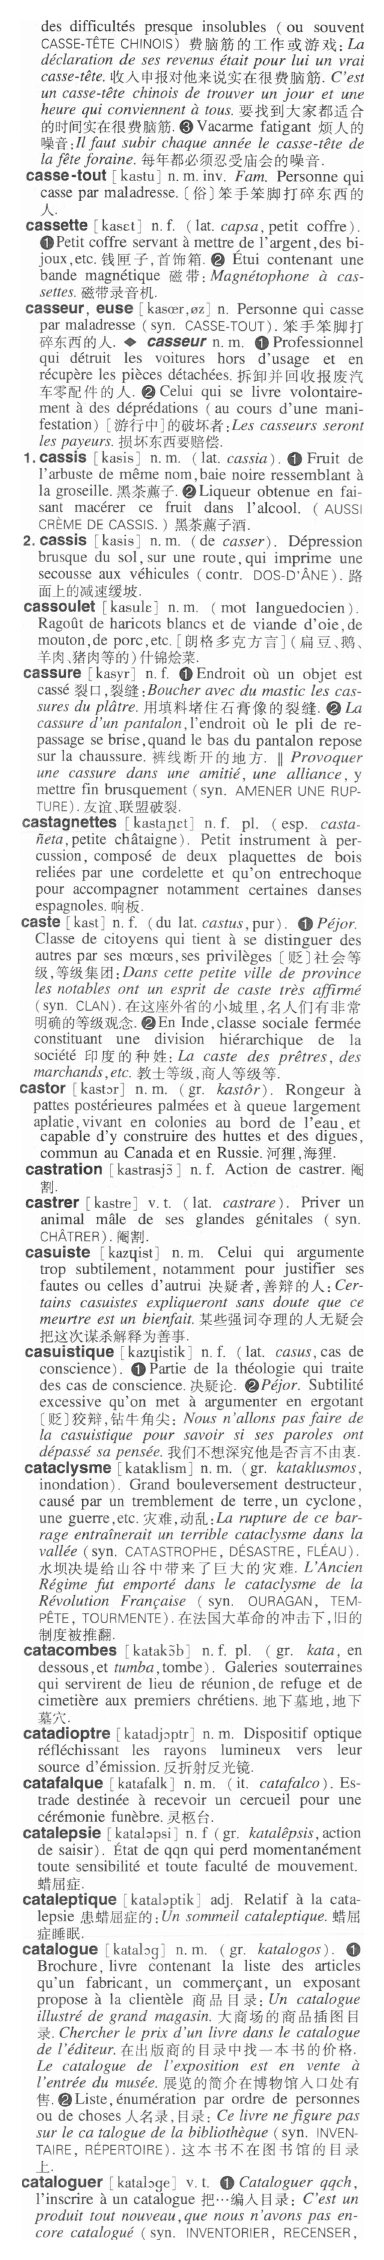 des difficultés presque insolubles (ou souvent
CASSE-TÊTE CHINOIS) 费脑筋的工作或游戏: La
déclaration de ses revenus était pour lui un vrai
casse-tête. 收入申报对他来说实在很费脑筋. C'est
un casse-tête chinois de trouver un jour et une
heure qui conviennent à tous. 要找到大家都适合
的时间实在很费脑筋. ❸ Vacarme fatigant 烦人的
噪音: Il faut subir chaque année le casse-tête de
la fête foraine. 每年都必须忍受庙会的噪音.
casse-tout [kastu] n. m. inv. Fam. Personne qui
casse par maladresse. [俗]笨手笨脚打碎东西的
人.
cassette [kasɛt] n. f. (lat. capsa, petit coffre).
❶ Petit coffre servant à mettre de l'argent, des bi-
joux, etc. 钱匣子,首饰箱. ❷ Étui contenant une
bande magnétique 磁带: Magnétophone à cas-
settes. 磁带录音机.
casseur, euse [kasœr, øz] n. Personne qui casse
par maladresse (syn. CASSE-TOUT). 笨手笨脚打
碎东西的人. ◆ casseur n. m. ❶ Professionnel
qui détruit les voitures hors d'usage et en
récupère les pièces détachées. 拆卸并回收报废汽
车零配件的人. ❷ Celui qui se livre volontaire-
ment à des déprédations (au cours d'une mani-
festation) [游行中]的破坏者: Les casseurs seront
les payeurs. 损坏东西要赔偿.
1. cassis [kasis] n. m. (lat. cassia). ❶ Fruit de
l'arbuste de même nom, baie noire ressemblant à
la groseille. 黑茶藨子. ❷ Liqueur obtenue en fai-
sant macérer ce fruit dans l'alcool. (AUSSI
CRÈME DE CASSIS.) 黑茶藨子酒.
2. cassis [kasis] n. m. (de casser). Dépression
brusque du sol, sur une route, qui imprime une
secousse aux véhicules (contr. DOS-D'ÂNE). 路
面上的减速缓坡.
cassoulet [kasulɛ] n. m. (mot languedocien).
Ragoût de haricots blancs et de viande d'oie, de
mouton, de porc, etc. [朗格多克方言](扁豆、鹅、
羊肉、猪肉等的)什锦烩菜.
cassure [kasyr] n. f. ❶ Endroit où un objet est
cassé 裂口,裂缝: Boucher avec du mastic les cas-
sures du plâtre. 用填料堵住石膏像的裂缝. ❷ La
cassure d'un pantalon, l'endroit où le pli de re-
passage se brise, quand le bas du pantalon repose
sur la chaussure. 裤线断开的地方. ‖ Provoquer
une cassure dans une amitié, une alliance, y
mettre fin brusquement (syn. AMENER UNE RUP-
TURE). 友谊、联盟破裂.
castagnettes [kastaɲɛt] n. f. pl. (esp. casta-
ñeta, petite châtaigne). Petit instrument à per-
cussion, composé de deux plaquettes de bois
reliées par une cordelette et qu'on entrechoque
pour accompagner notamment certaines danses
espagnoles. 响板.
caste [kast] n. f. (du lat. castus, pur). ❶ Péjor.
Classe de citoyens qui tient à se distinguer des
autres par ses mœurs, ses privilèges [贬]社会等
级,等级集团: Dans cette petite ville de province
les notables ont un esprit de caste très affirmé
(syn. CLAN). 在这座外省的小城里,名人们有非常
明确的等级观念. ❷ En Inde, classe sociale fermée
constituant une division hiérarchique de la
société 印度的种姓: La caste des prêtres, des
marchands, etc. 教士等级,商人等级等.
castor [kastɔr] n. m. (gr. kastôr). Rongeur à
pattes postérieures palmées et à queue largement
aplatie, vivant en colonies au bord de l'eau, et
capable d'y construire des huttes et des digues,
commun au Canada et en Russie. 河狸,海狸.
castration [kastrasjɔ̃] n. f. Action de castrer. 阉
割.
castrer [kastre] v. t. (lat. castrare). Priver un
animal mâle de ses glandes génitales (syn.
CHÂTRER). 阉割.
casuiste [kazɥist] n. m. Celui qui argumente
trop subtilement, notamment pour justifier ses
fautes ou celles d'autrui 决疑者,善辩的人: Cer-
tains casuistes expliqueront sans doute que ce
meurtre est un bienfait. 某些强词夺理的人无疑会
把这次谋杀解释为善事.
casuistique [kazɥistik] n. f. (lat. casus, cas de
conscience). ❶ Partie de la théologie qui traite
des cas de conscience. 决疑论. ❷ Péjor. Subtilité
excessive qu'on met à argumenter en ergotant
[贬]狡辩,钻牛角尖: Nous n'allons pas faire de
la casuistique pour savoir si ses paroles ont
dépassé sa pensée. 我们不想深究他是否言不由衷.
cataclysme [kataklism] n. m. (gr. kataklusmos,
inondation). Grand bouleversement destructeur,
causé par un tremblement de terre, un cyclone,
une guerre, etc. 灾难,动乱: La rupture de ce bar-
rage entraînerait un terrible cataclysme dans la
vallée (syn. CATASTROPHE, DÉSASTRE, FLÉAU).
水坝决堤给山谷中带来了巨大的灾难. L'Ancien
Régime fut emporté dans le cataclysme de la
Révolution Française (syn. OURAGAN, TEM-
PÊTE, TOURMENTE). 在法国大革命的冲击下,旧的
制度被推翻.
catacombes [katakɔ̃b] n. f. pl. (gr. kata, en
dessous, et tumba, tombe). Galeries souterraines
qui servirent de lieu de réunion, de refuge et de
cimetière aux premiers chrétiens. 地下墓地,地下
墓穴.
catadioptre [katadjɔptr] n. m. Dispositif optique
réfléchissant les rayons lumineux vers leur
source d'émission. 反折射反光镜.
catafalque [katafalk] n. m. (it. catafalco). Es-
trade destinée à recevoir un cercueil pour une
cérémonie funèbre. 灵柩台.
catalepsie [katalɛpsi] n. f (gr. katalêpsis, action
de saisir). État de qqn qui perd momentanément
toute sensibilité et toute faculté de mouvement.
蜡屈症.
cataleptique [katalɛptik] adj. Relatif à la cata-
lepsie 患蜡屈症的: Un sommeil cataleptique. 蜡屈
症睡眠.
catalogue [katalɔg] n. m. (gr. katalogos). ❶
Brochure, livre contenant la liste des articles
qu'un fabricant, un commerçant, un exposant
propose à la clientèle 商品目录: Un catalogue
illustré de grand magasin. 大商场的商品插图目
录. Chercher le prix d'un livre dans le catalogue
de l'éditeur. 在出版商的目录中找一本书的价格.
Le catalogue de l'exposition est en vente à
l'entrée du musée. 展览的简介在博物馆入口处有
售. ❷ Liste, énumération par ordre de personnes
ou de choses 人名录,目录: Ce livre ne figure pas
sur le ca talogue de la bibliothèque (syn. INVEN-
TAIRE, RÉPERTOIRE). 这本书不在图书馆的目录
上.
cataloguer [katalɔge] v. t. ❶ Cataloguer qqch,
l'inscrire à un catalogue 把…编入目录: C'est un
produit tout nouveau, que nous n'avons pas en-
core catalogué (syn. INVENTORIER, RECENSER,